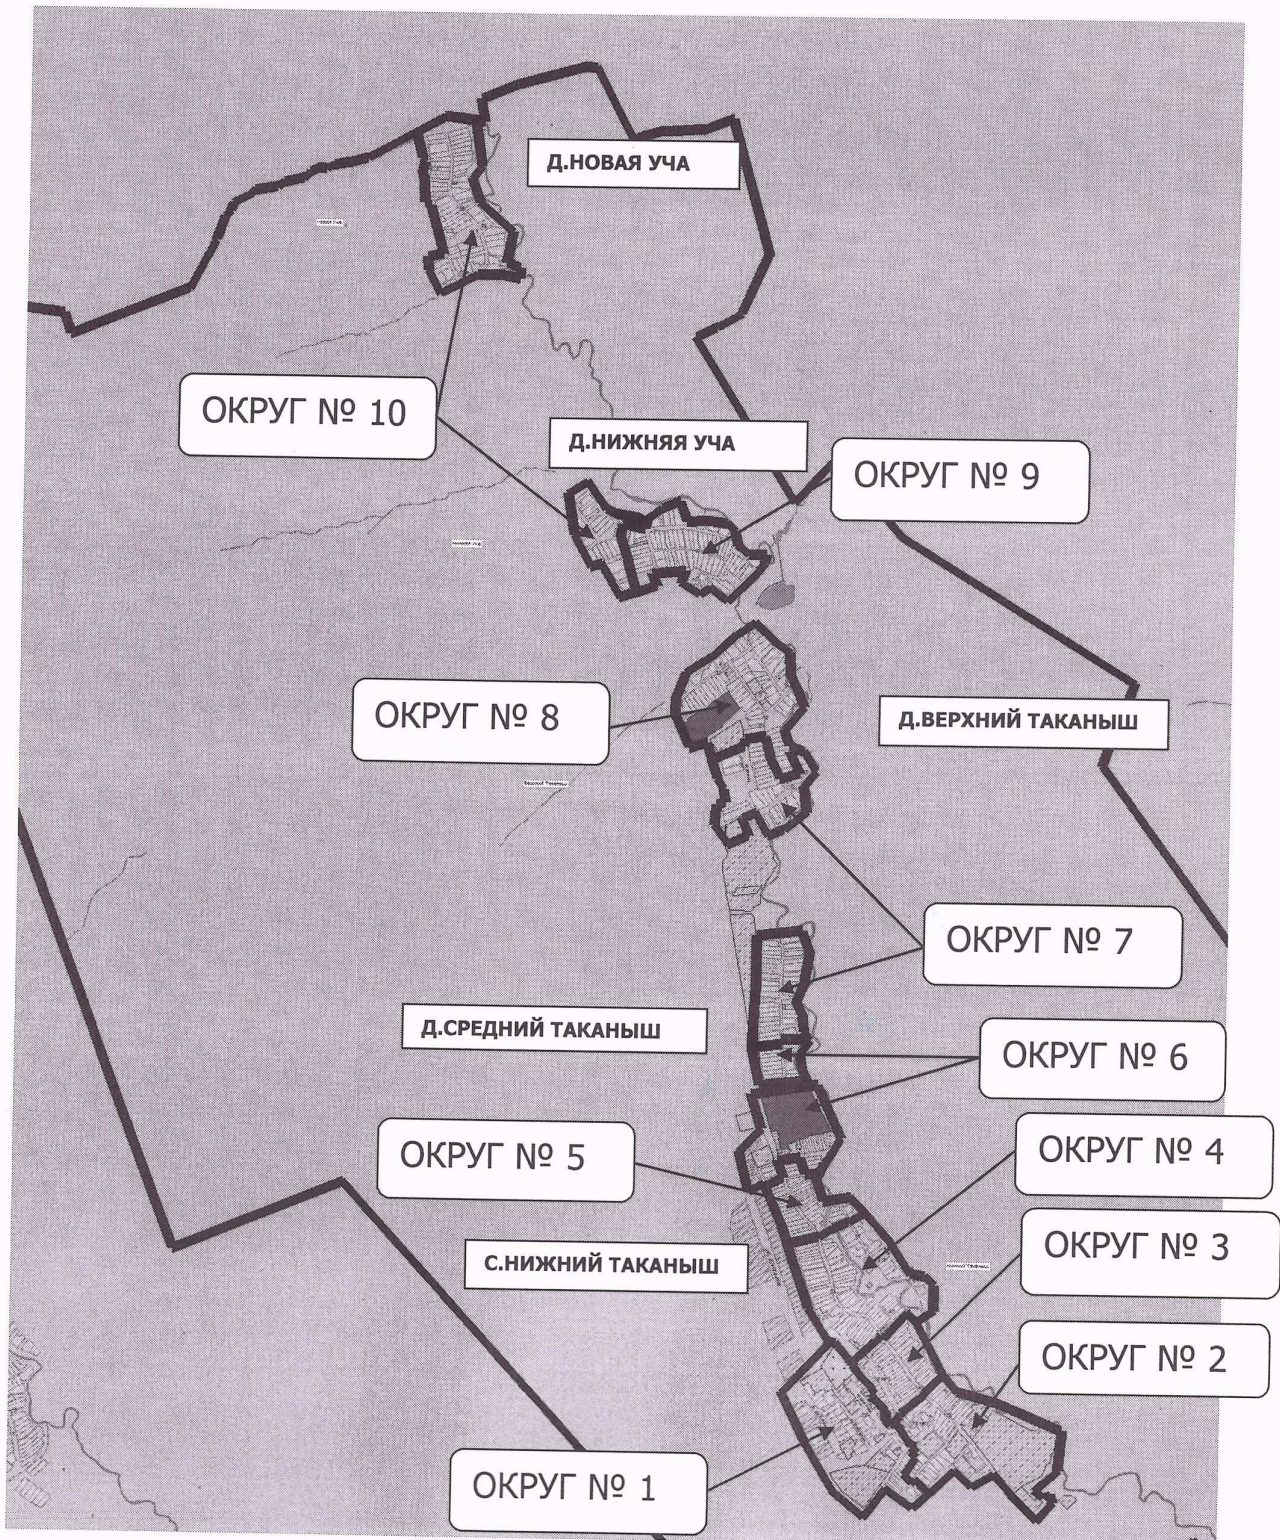 Д.НОВАЯ УЧА
ОКРУГ № 10
Д.НИЖНЯЯ УЧА
ОКРУГ № 9
ОКРУГ № 8
Д.ВЕРХНИЙ ТАКАНЫШ
ОКРУГ № 7
Д.СРЕДНИЙ ТАКАНЫШ
ОКРУГ № 6
ОКРУГ № 5
ОКРУГ № 4
С.НИЖНИЙ ТАКАНЫШ
ОКРУГ № 3
ОКРУГ № 2
ОКРУГ № 1